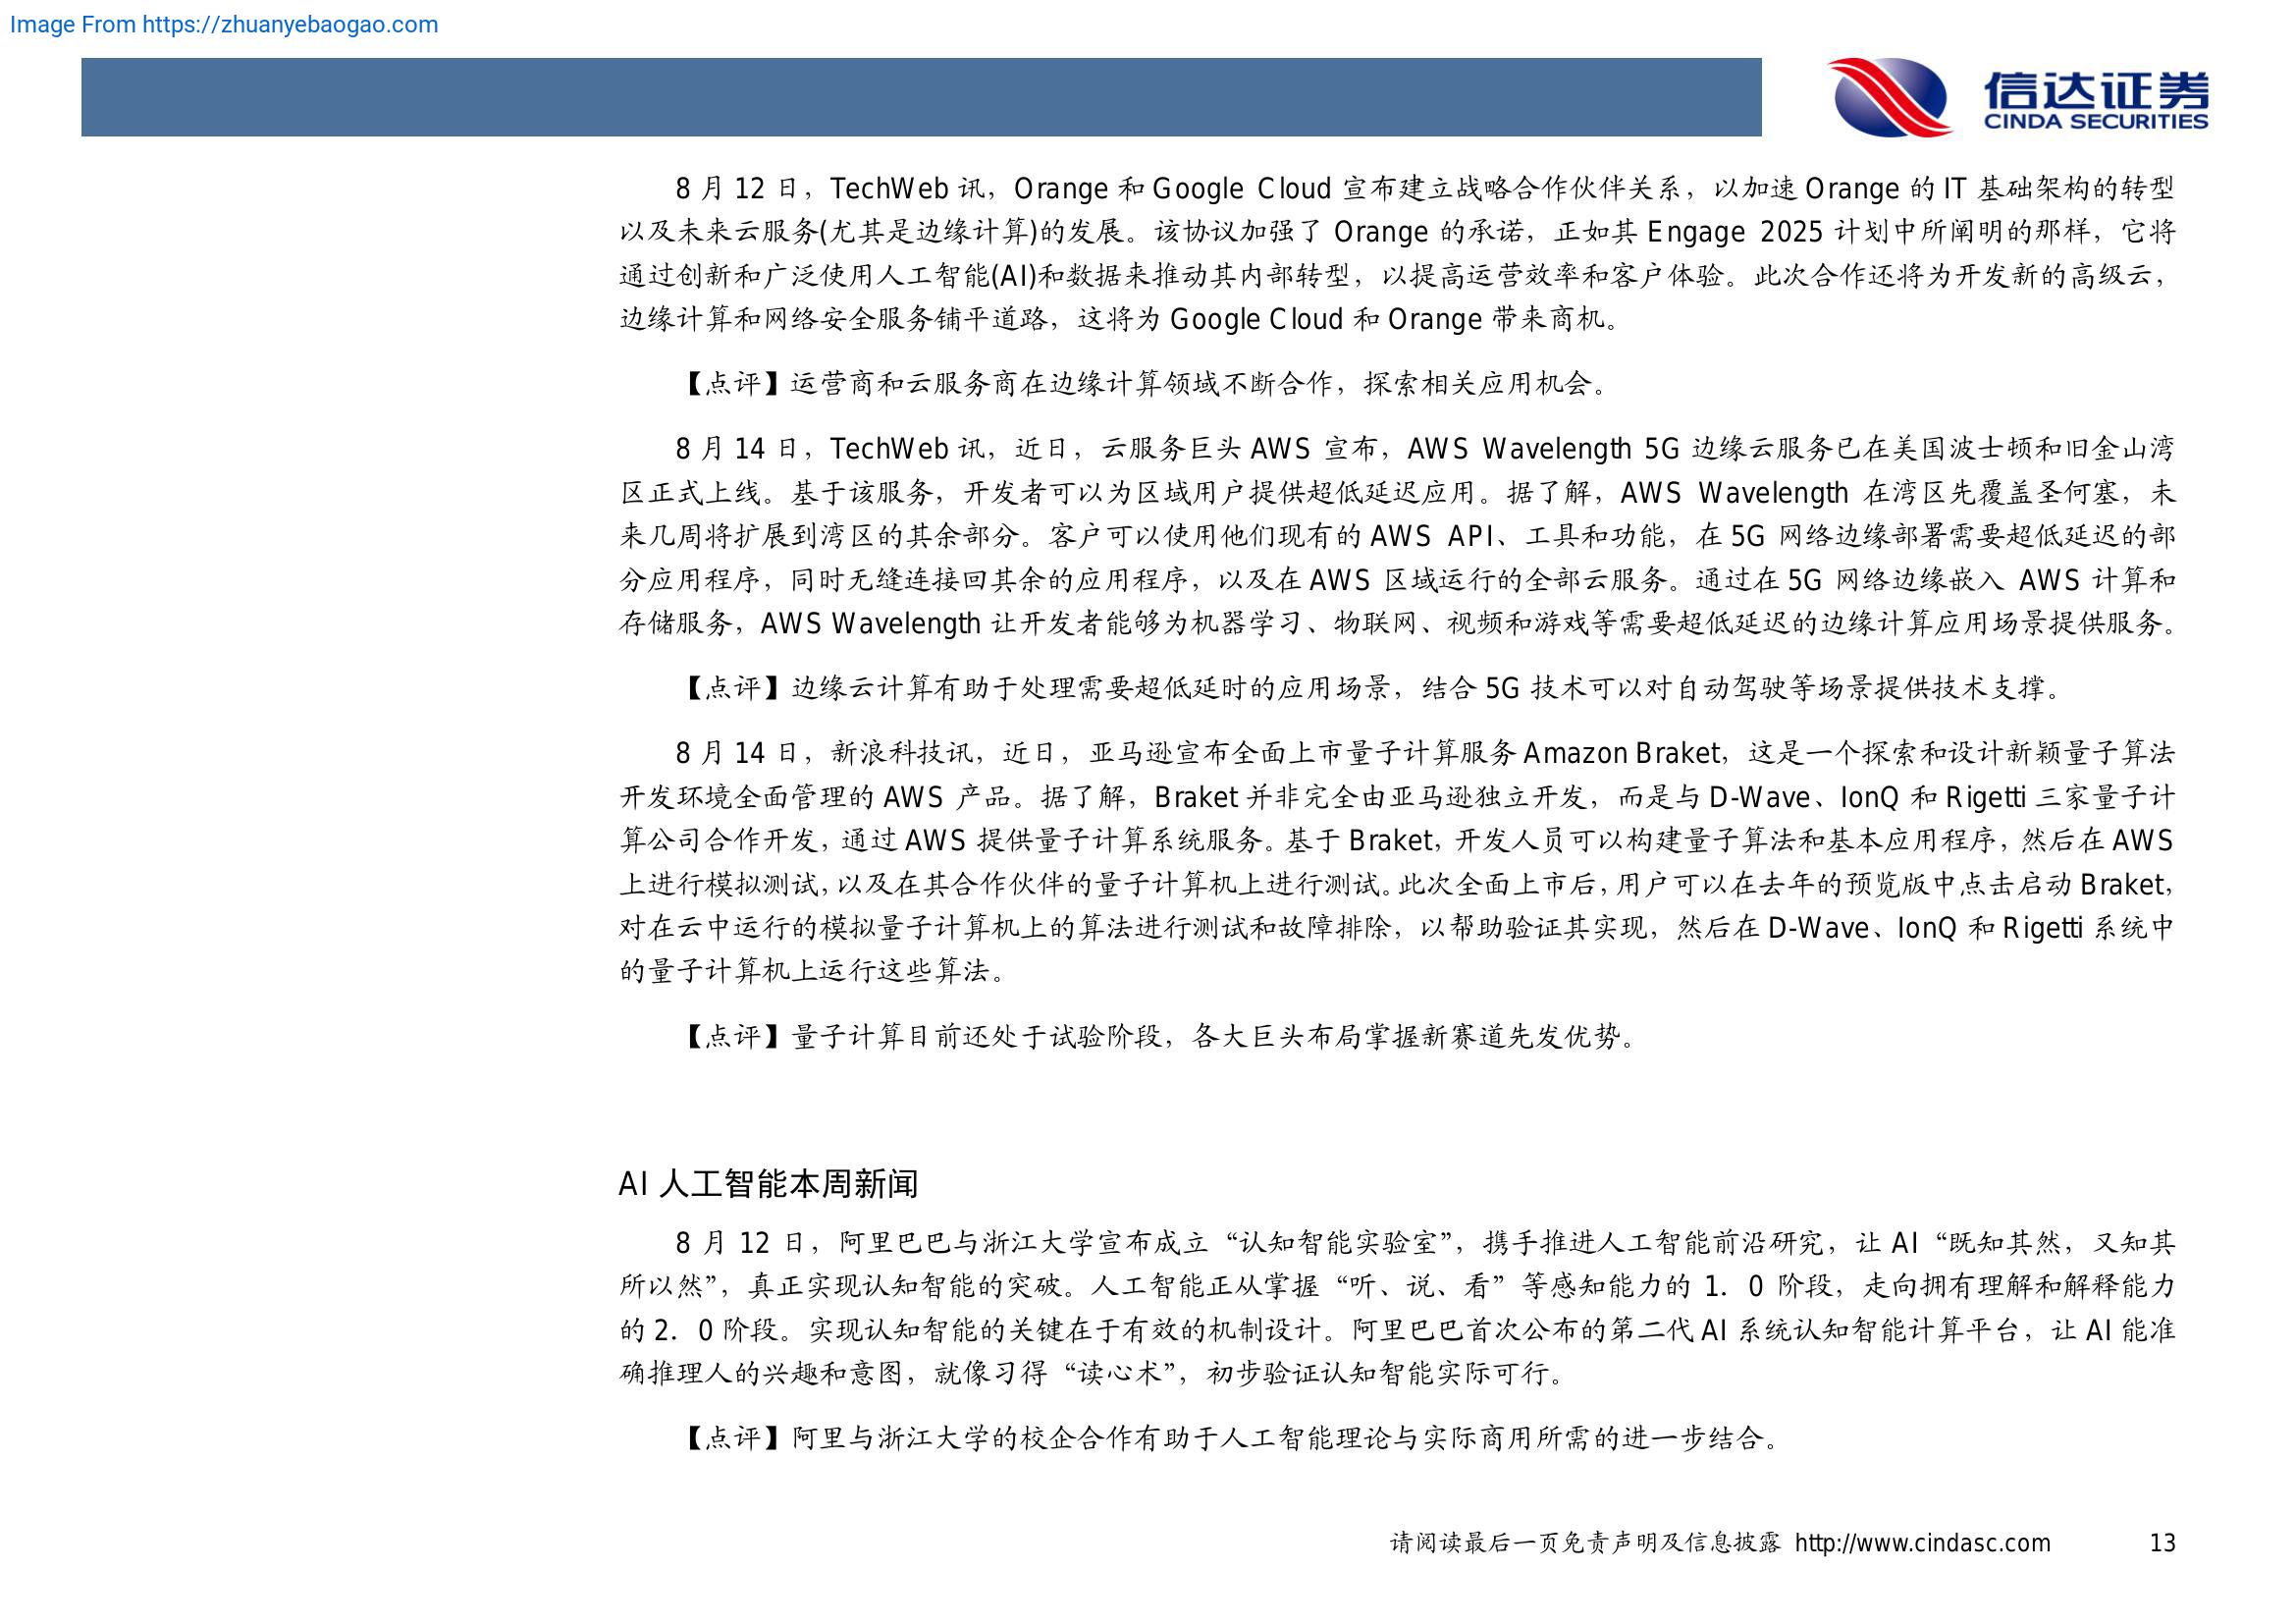 Image From https://zhuanyebaogao.com
信达证券
CINDA SECURITIES
8 月 12 日，TechWeb 讯，Orange 和 Google Cloud 宣布建立战略合作伙伴关系，以加速 Orange 的 IT 基础架构的转型
以及未来云服务(尤其是边缘计算)的发展。该协议加强了 Orange 的承诺，正如其 Engage 2025 计划中所阐明的那样，它将
通过创新和广泛使用人工智能(AI)和数据来推动其内部转型，以提高运营效率和客户体验。此次合作还将为开发新的高级云，
边缘计算和网络安全服务铺平道路，这将为 Google Cloud 和 Orange 带来商机。
【点评】运营商和云服务商在边缘计算领域不断合作，探索相关应用机会。
8 月 14 日，TechWeb 讯，近日，云服务巨头 AWS 宣布，AWS Wavelength 5G 边缘云服务已在美国波士顿和旧金山湾
区正式上线。基于该服务，开发者可以为区域用户提供超低延迟应用。据了解，AWS Wavelength 在湾区先覆盖圣何塞，未
来几周将扩展到湾区的其余部分。客户可以使用他们现有的 AWS API、工具和功能，在 5G 网络边缘部署需要超低延迟的部
分应用程序，同时无缝连接回其余的应用程序，以及在 AWS 区域运行的全部云服务。通过在 5G 网络边缘嵌入 AWS 计算和
存储服务，AWS Wavelength 让开发者能够为机器学习、物联网、视频和游戏等需要超低延迟的边缘计算应用场景提供服务。
【点评】边缘云计算有助于处理需要超低延时的应用场景，结合 5G 技术可以对自动驾驶等场景提供技术支撑。
8 月 14 日，新浪科技讯，近日，亚马逊宣布全面上市量子计算服务 Amazon Braket，这是一个探索和设计新颖量子算法
开发环境全面管理的 AWS 产品。据了解，Braket 并非完全由亚马逊独立开发，而是与 D-Wave、IonQ 和 Rigetti 三家量子计
算公司合作开发，通过 AWS 提供量子计算系统服务。基于 Braket，开发人员可以构建量子算法和基本应用程序，然后在 AWS
上进行模拟测试，以及在其合作伙伴的量子计算机上进行测试。此次全面上市后，用户可以在去年的预览版中点击启动 Braket，
对在云中运行的模拟量子计算机上的算法进行测试和故障排除，以帮助验证其实现，然后在 D-Wave、IonQ 和 Rigetti 系统中
的量子计算机上运行这些算法。
【点评】量子计算目前还处于试验阶段，各大巨头布局掌握新赛道先发优势。
AI 人工智能本周新闻
8 月 12 日，阿里巴巴与浙江大学宣布成立“认知智能实验室”，携手推进人工智能前沿研究，让 AI“既知其然，又知其
所以然”，真正实现认知智能的突破。人工智能正从掌握“听、说、看”等感知能力的 1．0 阶段，走向拥有理解和解释能力
的 2．0 阶段。实现认知智能的关键在于有效的机制设计。阿里巴巴首次公布的第二代 AI 系统认知智能计算平台，让 AI 能准
确推理人的兴趣和意图，就像习得“读心术”，初步验证认知智能实际可行。
【点评】阿里与浙江大学的校企合作有助于人工智能理论与实际商用所需的进一步结合。
请阅读最后一页免责声明及信息披露 http://www.cindasc.com 13